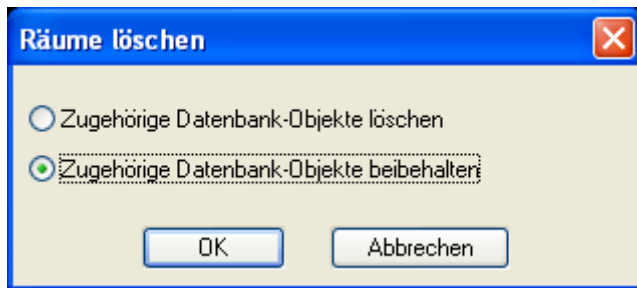 Räume löschen
Zugehörige Datenbank-Objekte löschen
Zugehörige Datenbank-Objekte beibehalten
OK
Abbrechen